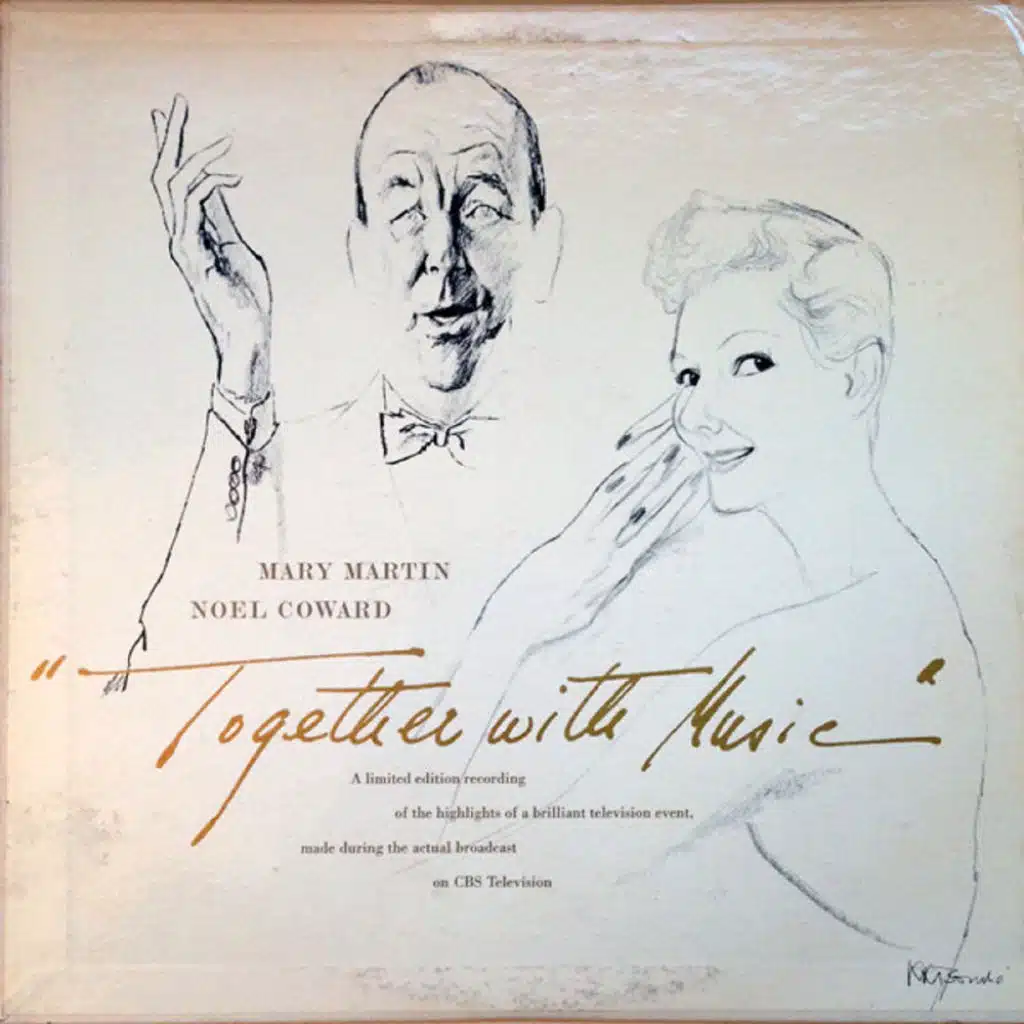 MARY MARTIN
NOEL COWARD
"Together with Music"
A limited edition recording
of the highlights of a brilliant television event,
made during the actual broadcast
on CBS Television